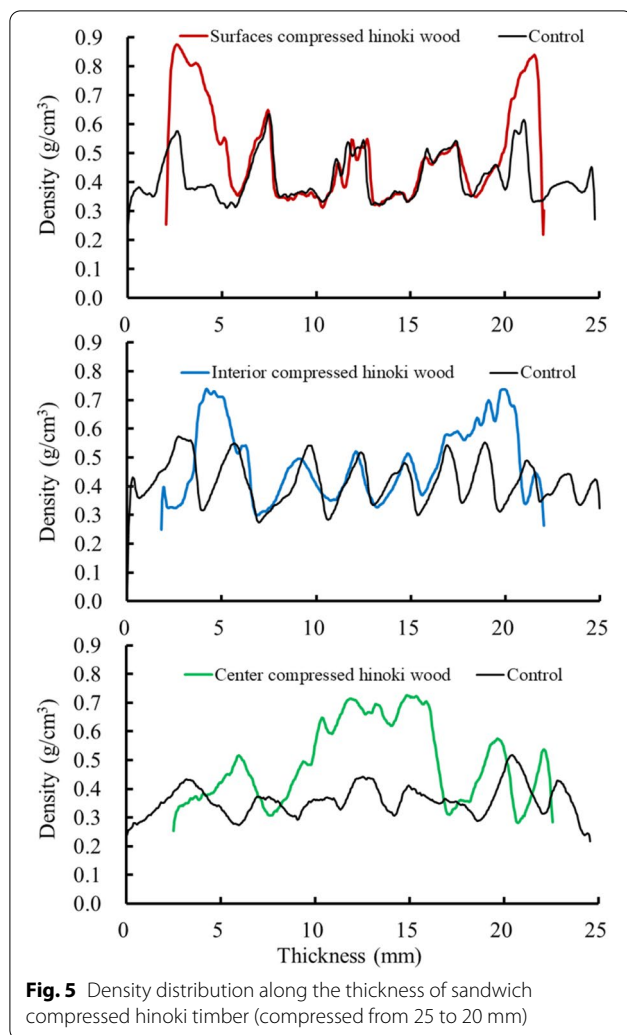 Surfaces compressed hinoki wood Control
Density (g/cm³)
0.9
0.8
0.7
0.6
0.5
0.4
0.3
0.2
0.1
0.0
0 5 10 15 20 25
Interior compressed hinoki wood Control
Density (g/cm³)
0.9
0.8
0.7
0.6
0.5
0.4
0.3
0.2
0.1
0.0
0 5 10 15 20 25
Center compressed hinoki wood Control
Density (g/cm³)
0.9
0.8
0.7
0.6
0.5
0.4
0.3
0.2
0.1
0.0
0 5 10 15 20 25
Thickness (mm)
Fig. 5 Density distribution along the thickness of sandwich
compressed hinoki timber (compressed from 25 to 20 mm)